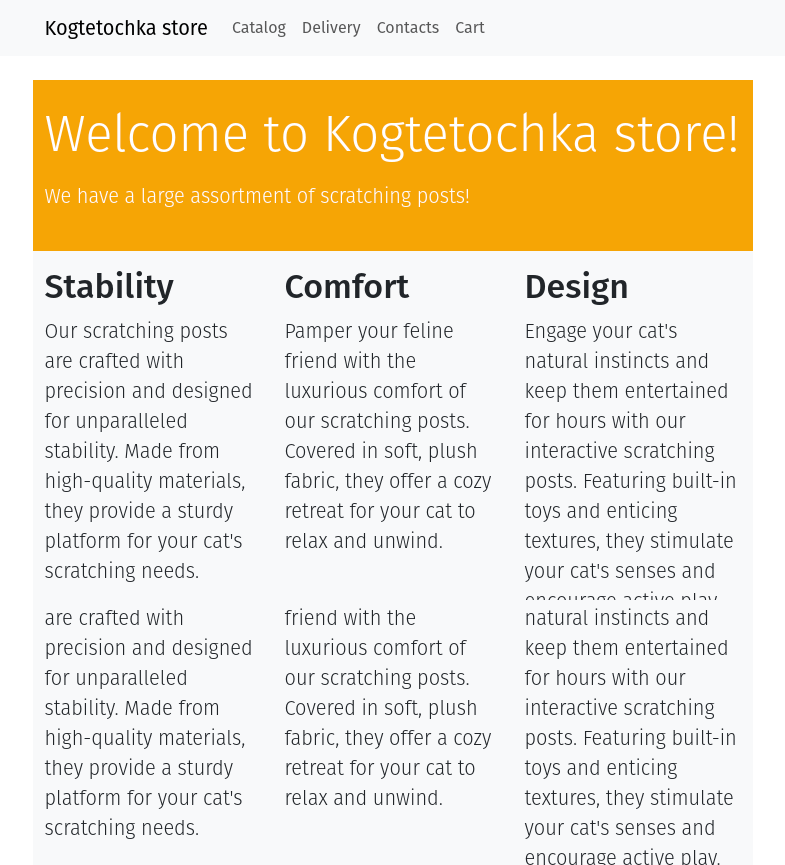 Kogtetochka store Catalog Delivery Contacts Cart
Welcome to Kogtetochka store!
We have a large assortment of scratching posts!
Stability
Our scratching posts
are crafted with
precision and designed
for unparalleled
stability. Made from
high-quality materials,
they provide a sturdy
platform for your cat's
scratching needs.
Comfort
Pamper your feline
friend with the
luxurious comfort of
our scratching posts.
Covered in soft, plush
fabric, they offer a cozy
retreat for your cat to
relax and unwind.
Design
Engage your cat's
natural instincts and
keep them entertained
for hours with our
interactive scratching
posts. Featuring built-in
toys and enticing
textures, they stimulate
your cat's senses and
encourage active play.
are crafted with
precision and designed
for unparalleled
stability. Made from
high-quality materials,
they provide a sturdy
platform for your cat's
scratching needs.
friend with the
luxurious comfort of
our scratching posts.
Covered in soft, plush
fabric, they offer a cozy
retreat for your cat to
relax and unwind.
natural instincts and
keep them entertained
for hours with our
interactive scratching
posts. Featuring built-in
toys and enticing
textures, they stimulate
your cat's senses and
encourage active play.